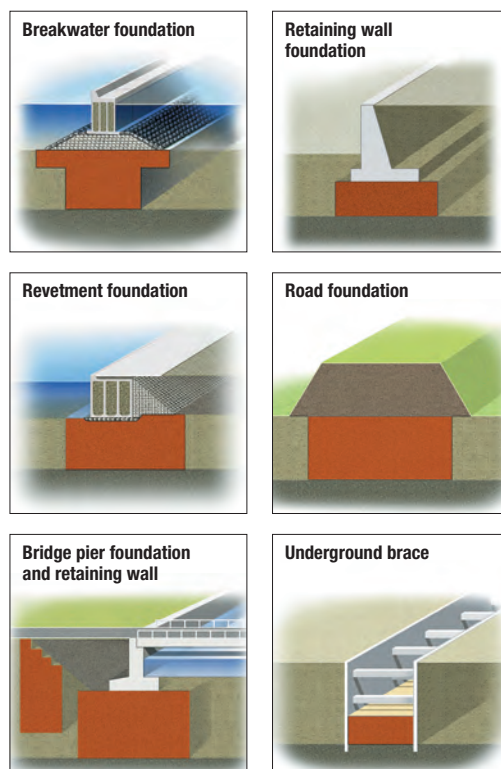 Breakwater foundation
Retaining wall
foundation
Revetment foundation
Road foundation
Bridge pier foundation
and retaining wall
Underground brace